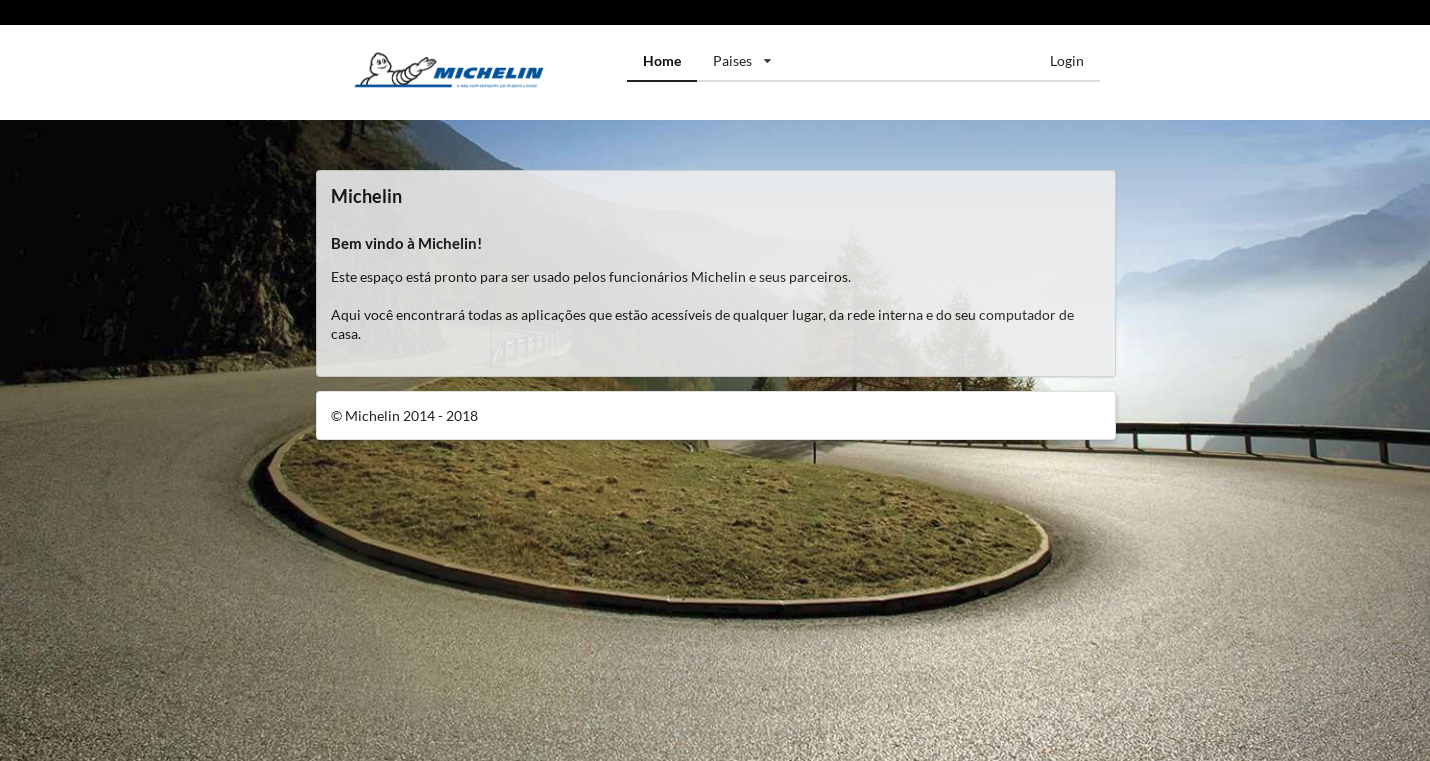 MICHELIN
Home
Paises
Login
Michelin
Bem vindo à Michelin!
Este espaço está pronto para ser usado pelos funcionários Michelin e seus parceiros.
Aqui você encontrará todas as aplicações que estão acessíveis de qualquer lugar, da rede interna e do seu computador de
casa.
© Michelin 2014 - 2018